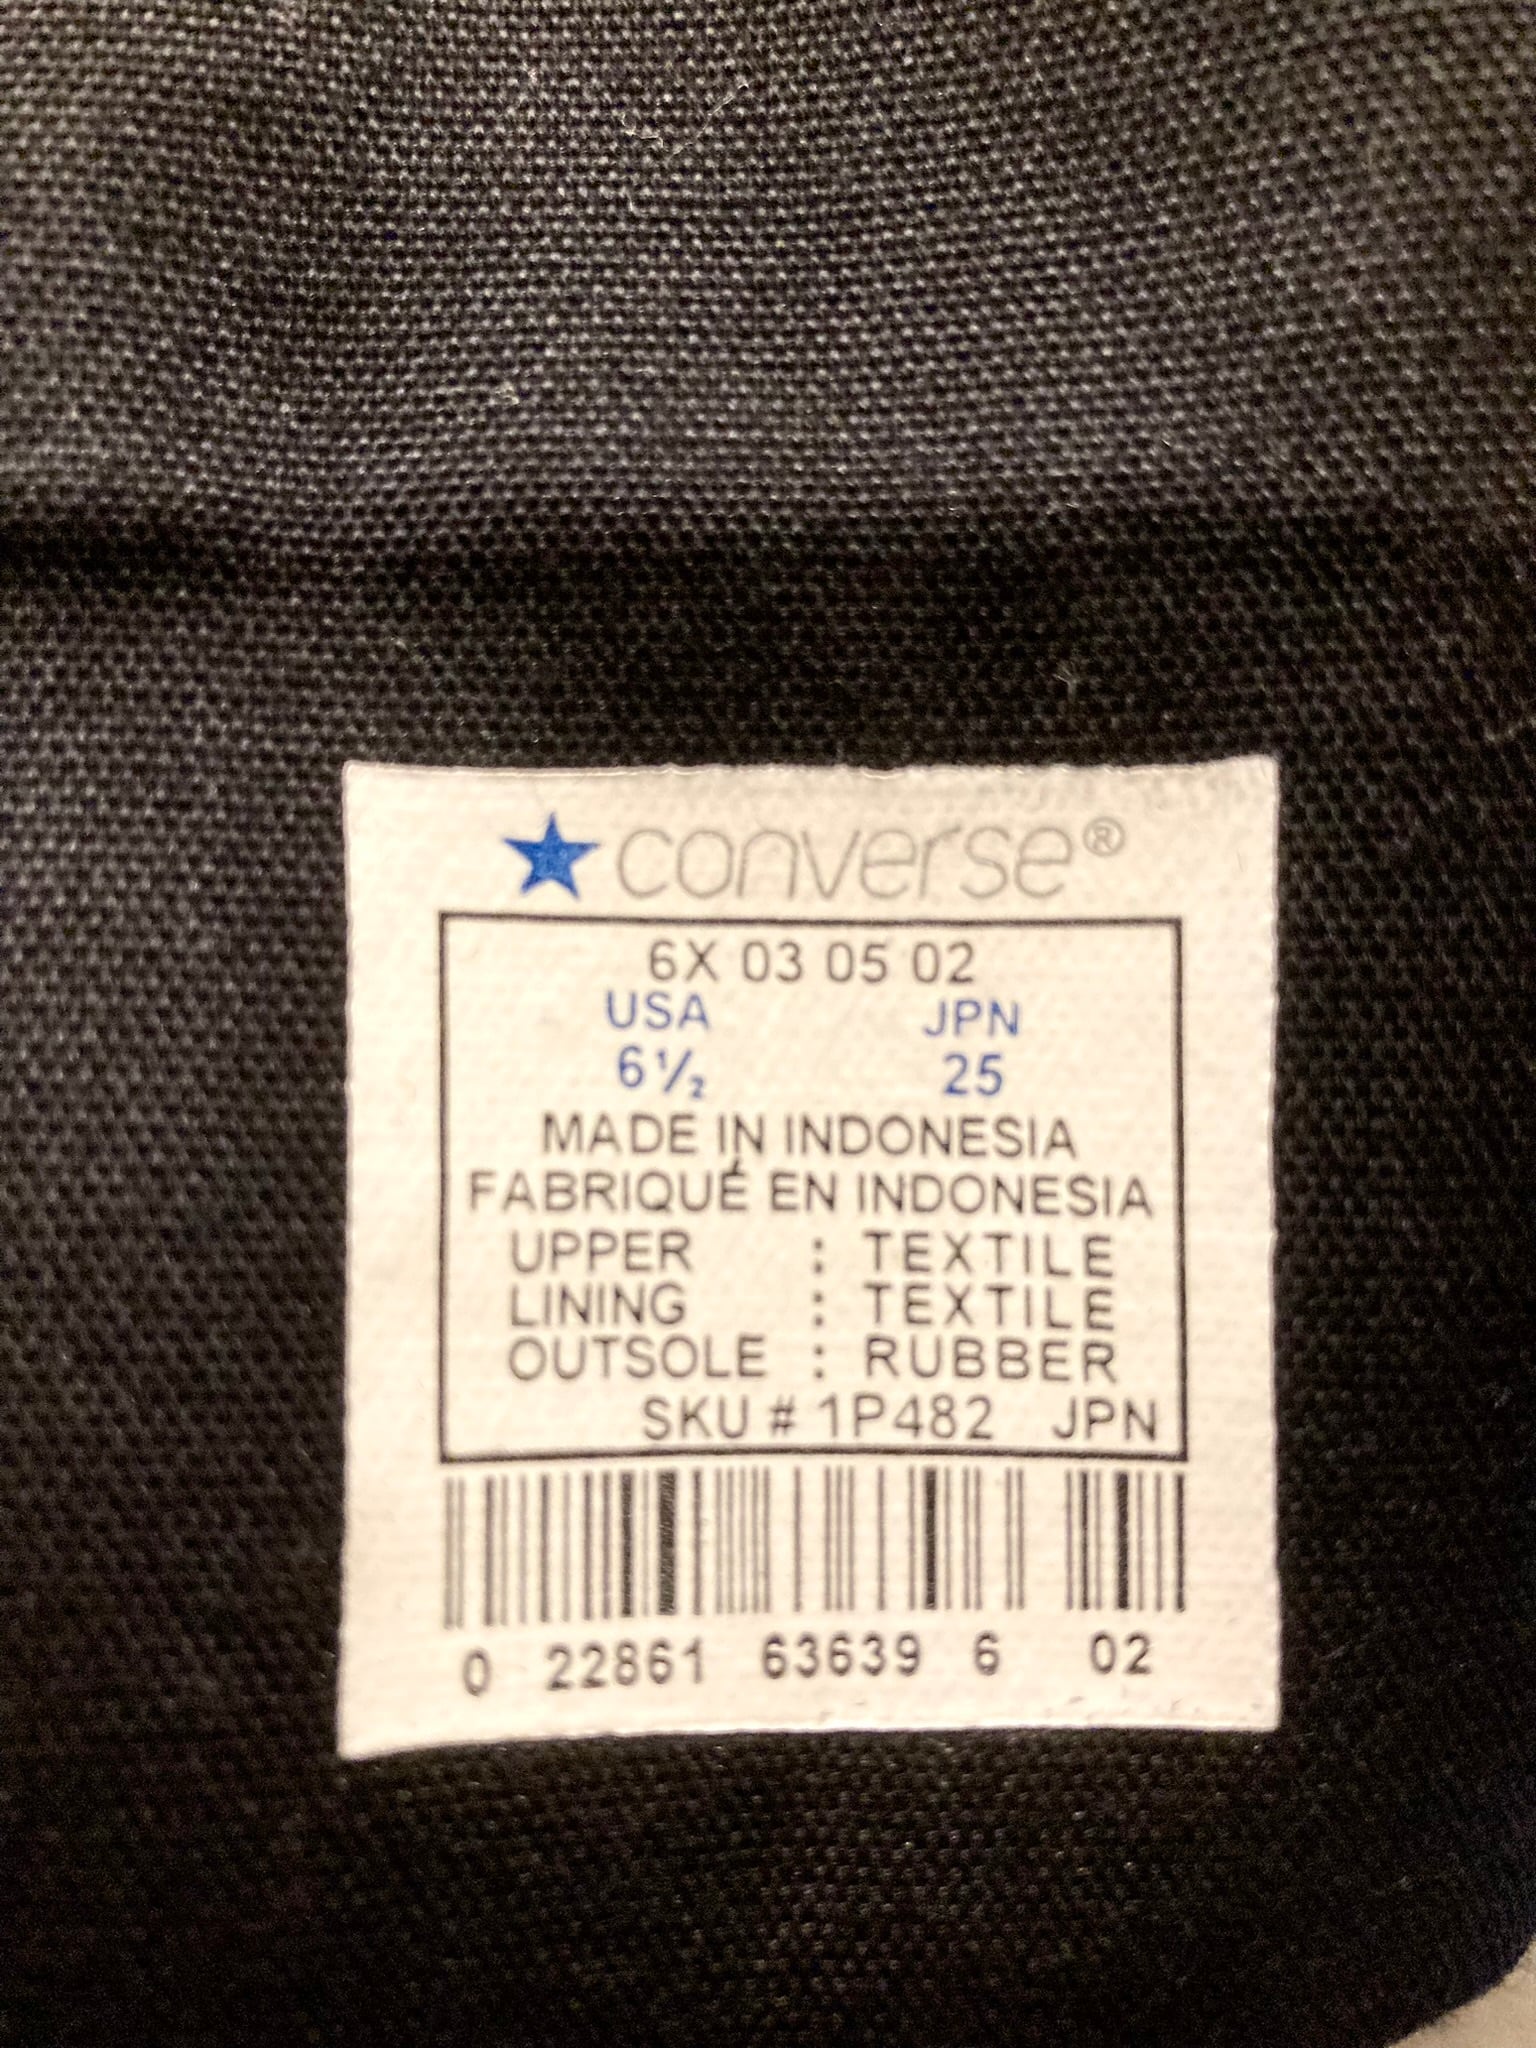 converse®
6X 03 05 02
USA JPN
6½ 25
MADE IN INDONESIA
FABRIQUÉ EN INDONESIA
UPPER : TEXTILE
LINING : TEXTILE
OUTSOLE : RUBBER
SKU # 1P482 JPN
0 22861 63639 6 02